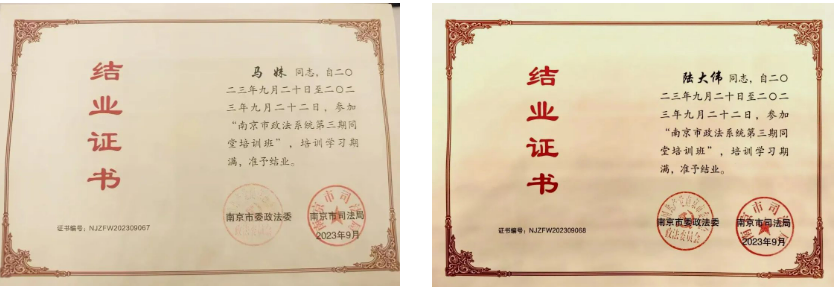 结业证书
马妹 同志，自二〇
二三年九月二十日至二〇二
三年九月二十二日，参加
“南京市政法系统第三期同
堂培训班”，培训学习期
满，准予结业。
南京市委政法委
南京市司法局
2023年9月
证书编号：NJZFW202309067
结业证书
陆大伟 同志，自二〇
二三年九月二十日至二〇二
三年九月二十二日，参加
“南京市政法系统第三期同
堂培训班”，培训学习期
满，准予结业。
南京市委政法委
南京市司法局
2023年9月
证书编号：NJZFW202309068